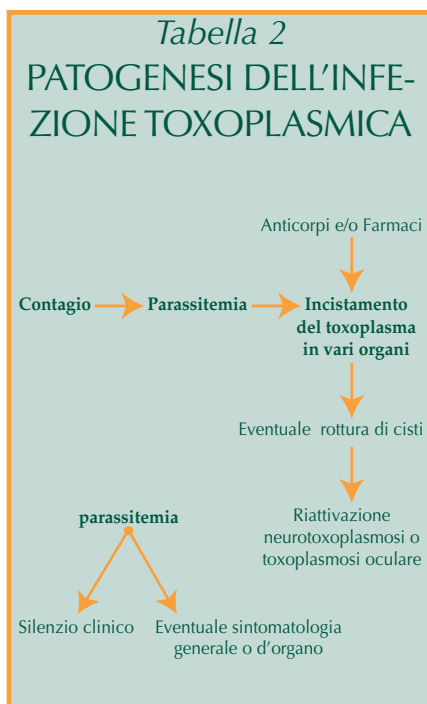 Tabella 2
PATOGENESI DELL'INFE-
ZIONE TOXOPLASMICA
Anticorpi e/o Farmaci
Contagio
Parassitemia
Incistamento
del toxoplasma
in vari organi
Eventuale rottura di cisti
Riattivazione
neurotoxoplasmosi o
toxoplasmosi oculare
parassitemia
Silenzio clinico
Eventuale sintomatologia
generale o d'organo